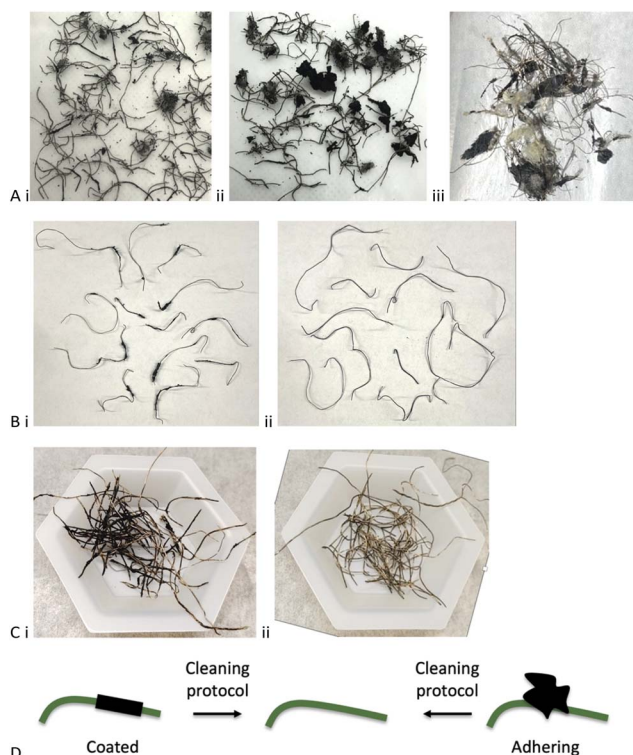 A i
ii
iii
B i
ii
C i
ii
Cleaning
protocol
Cleaning
protocol
Coated
Adhering
D